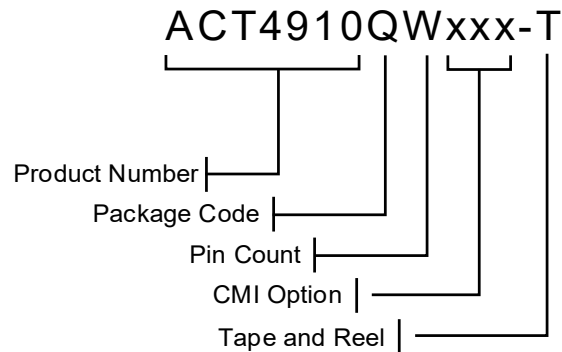 ACT4910QWxxx-T
Product Number
Package Code
Pin Count
CMI Option
Tape and Reel